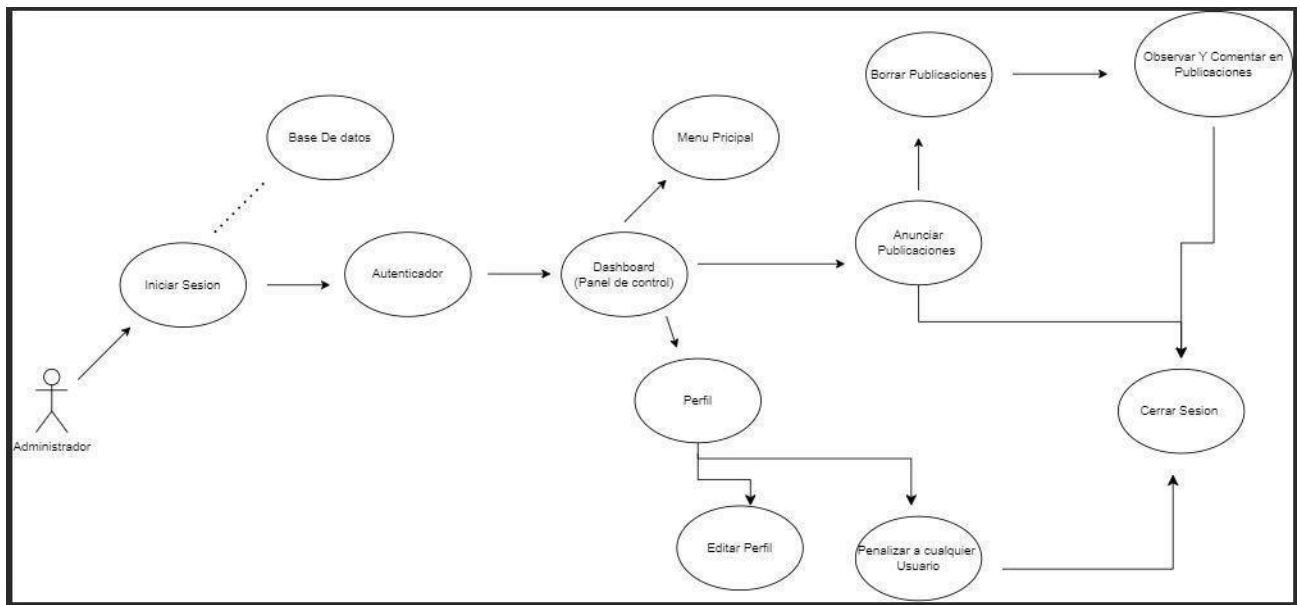 Borrar Publicaciones
Observar Y Comentar en
Publicaciones
Base De datos
Menu Pricipal
Anunciar
Publicaciones
Iniciar Sesion
Autenticador
Dashboard
(Panel de control)
Perfil
Cerrar Sesion
Administrador
Editar Perfil
Penalizar a cualquier
Usuario